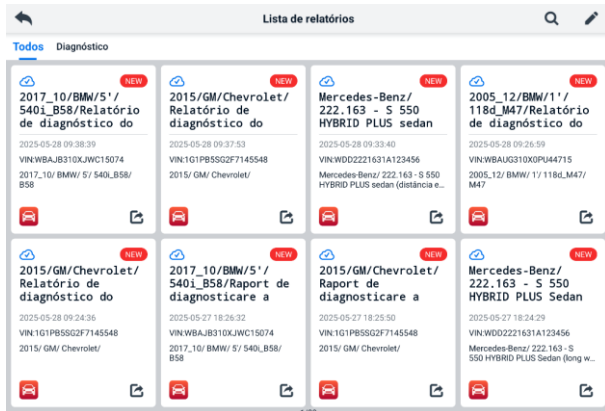 Lista de relatórios
Todos Diagnóstico
NEW
2017_10/BMW/5'/
540i_B58/Relatório
de diagnóstico do
2025-05-28 09:38:39
VIN:WBAJB310XJWC15074
2017_10/ BMW/ 5'/ 540i_B58/
B58
NEW
2015/GM/Chevrolet/
Relatório de
diagnóstico do
2025-05-28 09:37:53
VIN:1G1PB5SG2F7145548
2015/ GM/ Chevrolet/
NEW
Mercedes-Benz/
222.163 - S 550
HYBRID PLUS sedan
2025-05-28 09:33:40
VIN:WDD2221631A123456
Mercedes-Benz/ 222.163 - S 550
HYBRID PLUS sedan (distância e...
NEW
2005_12/BMW/1'/
118d_M47/Relatório
de diagnóstico do
2025-05-28 09:26:59
VIN:WBAUG310X0PU44715
2005_12/ BMW/ 1'/ 118d_M47/
M47
NEW
2015/GM/Chevrolet/
Relatório de
diagnóstico do
2025-05-28 09:24:36
VIN:1G1PB5SG2F7145548
2015/ GM/ Chevrolet/
NEW
2017_10/BMW/5'/
540i_B58/Raport de
diagnosticare a
2025-05-27 18:26:32
VIN:WBAJB310XJWC15074
2017_10/ BMW/ 5'/ 540i_B58/
B58
NEW
2015/GM/Chevrolet/
Raport de
diagnosticare a
2025-05-27 18:25:50
VIN:1G1PB5SG2F7145548
2015/ GM/ Chevrolet/
NEW
Mercedes-Benz/
222.163 - S 550
HYBRID PLUS Sedan
2025-05-27 18:24:29
VIN:WDD2221631A123456
Mercedes-Benz/ 222.163 - S
550 HYBRID PLUS Sedan (long w...